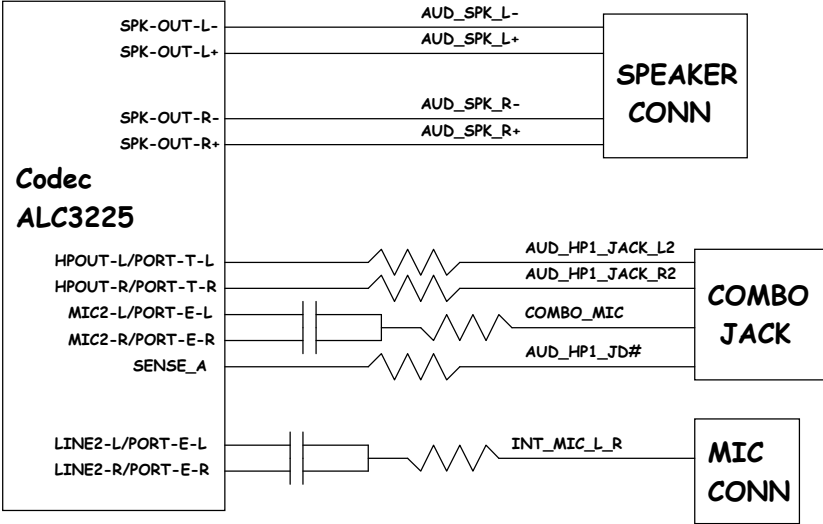 SPK-OUT-L-
AUD_SPK_L-
SPK-OUT-L+
AUD_SPK_L+
SPK-OUT-R-
AUD_SPK_R-
SPK-OUT-R+
AUD_SPK_R+
SPEAKER
CONN
Codec
ALC3225
HPOUT-L/PORT-T-L
AUD_HP1_JACK_L2
HPOUT-R/PORT-T-R
AUD_HP1_JACK_R2
MIC2-L/PORT-E-L
COMBO_MIC
MIC2-R/PORT-E-R
SENSE_A
AUD_HP1_JD#
COMBO
JACK
LINE2-L/PORT-E-L
LINE2-R/PORT-E-R
INT_MIC_L_R
MIC
CONN